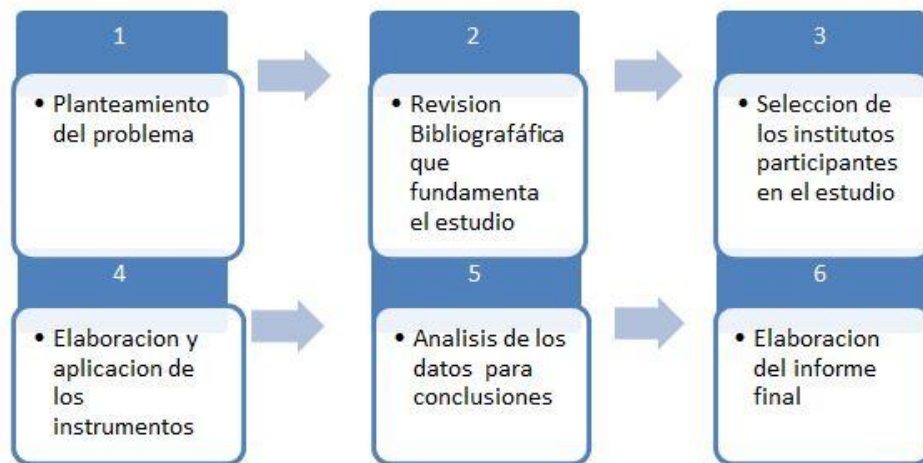 1
• Planteamiento
del problema
2
• Revision
Bibliografáfica
que
fundamenta
el estudio
3
• Seleccion de
los institutos
participantes
en el estudio
4
• Elaboracion y
aplicacion de
los
instrumentos
5
• Analisis de los
datos para
conclusiones
6
• Elaboracion
del informe
final